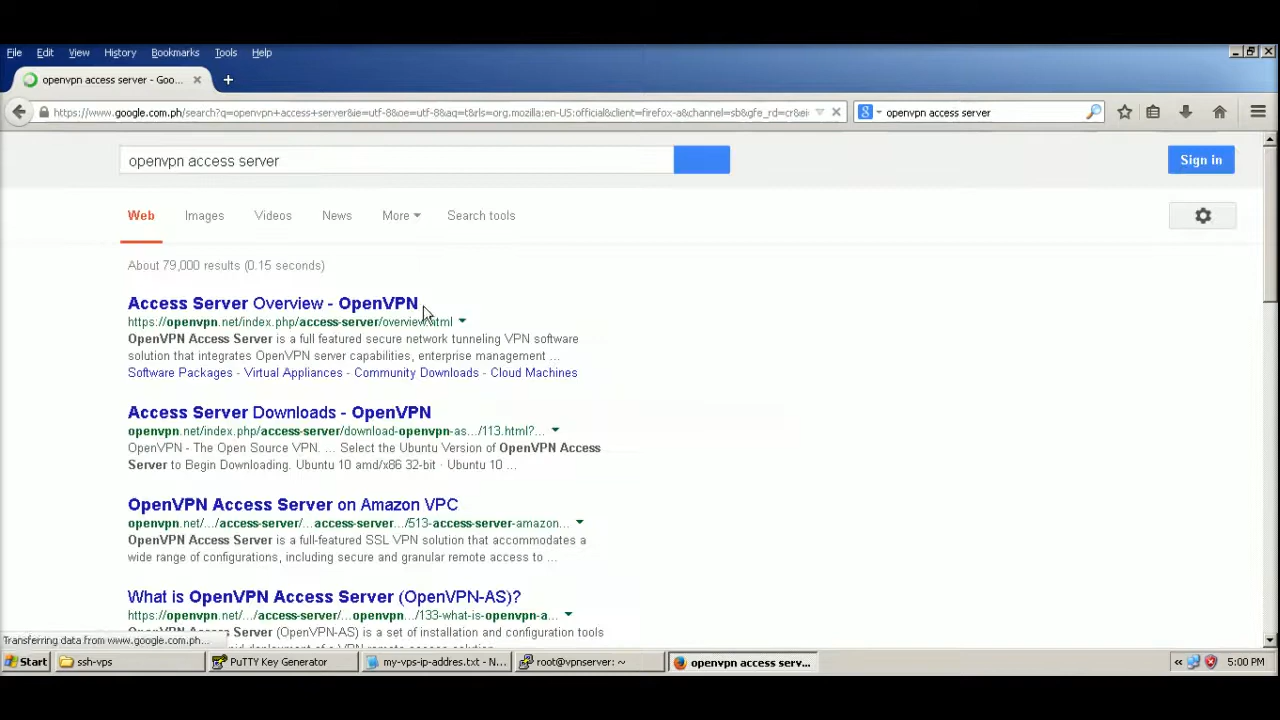 File Edit View History Bookmarks Tools Help
openvpn access server - Goo...
https://www.google.com.ph/search?q=openvpn+access+server&ie=utf-8&oe=utf-8&aq=t&rls=org.mozilla:en-US:official&client=firefox-a&channel=sb&gfe_rd=cr&ei
openvpn access server
openvpn access server
Sign in
Web Images Videos News More Search tools
About 79,000 results (0.15 seconds)
Access Server Overview - OpenVPN
https://openvpn.net/index.php/access-server/overview.html
OpenVPN Access Server is a full featured secure network tunneling VPN software
solution that integrates OpenVPN server capabilities, enterprise management ...
Software Packages - Virtual Appliances - Community Downloads - Cloud Machines
Access Server Downloads - OpenVPN
openvpn.net/index.php/access-server/download-openvpn-as.../113.html?...
OpenVPN - The Open Source VPN. ... Select the Ubuntu Version of OpenVPN Access
Server to Begin Downloading. Ubuntu 10 amd/x86 32-bit · Ubuntu 10 ...
OpenVPN Access Server on Amazon VPC
openvpn.net/.../access-server/...access-server.../513-access-server-amazon...
OpenVPN Access Server is a full-featured SSL VPN solution that accommodates a
wide range of configurations, including secure and granular remote access to ...
What is OpenVPN Access Server (OpenVPN-AS)?
https://openvpn.net/.../access-server/...openvpn.../133-what-is-openvpn-a...
OpenVPN Access Server (OpenVPN-AS) is a set of installation and configuration tools
Transferring data from www.google.com.ph...
Start ssh-vps PuTTY Key Generator my-vps-ip-addres.txt - N... root@vpnserver: ~ openvpn access serv... 5:00 PM